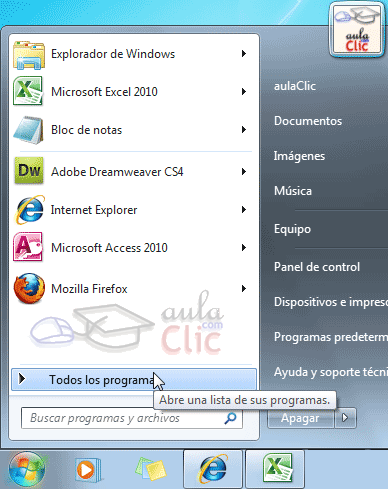 aula
Clic
Explorador de Windows
Microsoft Excel 2010
Bloc de notas
Dw
Adobe Dreamweaver CS4
Internet Explorer
Microsoft Access 2010
Mozilla Firefox
aula
.com
Clic
Todos los programa
Abre una lista de sus programas.
Buscar programas y archivos
aulaClic
Documentos
Imágenes
Música
Equipo
Panel de control
Dispositivos e impres
Programas predeterm
Ayuda y soporte técni
Apagar